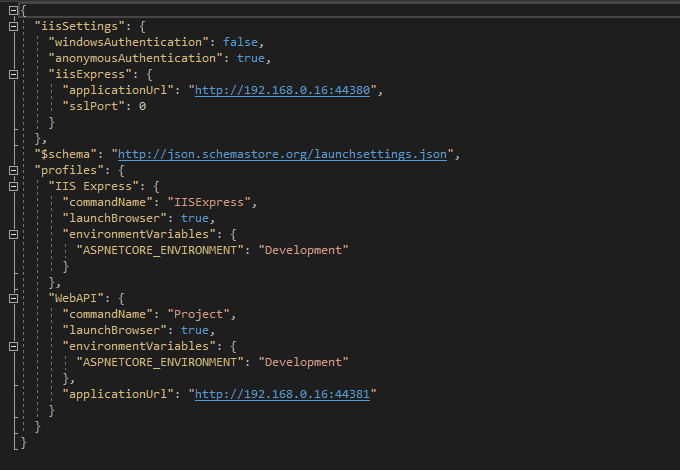 {
"iisSettings": {
"windowsAuthentication": false,
"anonymousAuthentication": true,
"iisExpress": {
"applicationUrl": "http://192.168.0.16:44380",
"sslPort": 0
}
},
"$schema": "http://json.schemastore.org/launchsettings.json",
"profiles": {
"IIS Express": {
"commandName": "IISExpress",
"launchBrowser": true,
"environmentVariables": {
"ASPNETCORE_ENVIRONMENT": "Development"
}
},
"WebAPI": {
"commandName": "Project",
"launchBrowser": true,
"environmentVariables": {
"ASPNETCORE_ENVIRONMENT": "Development"
},
"applicationUrl": "http://192.168.0.16:44381"
}
}
}